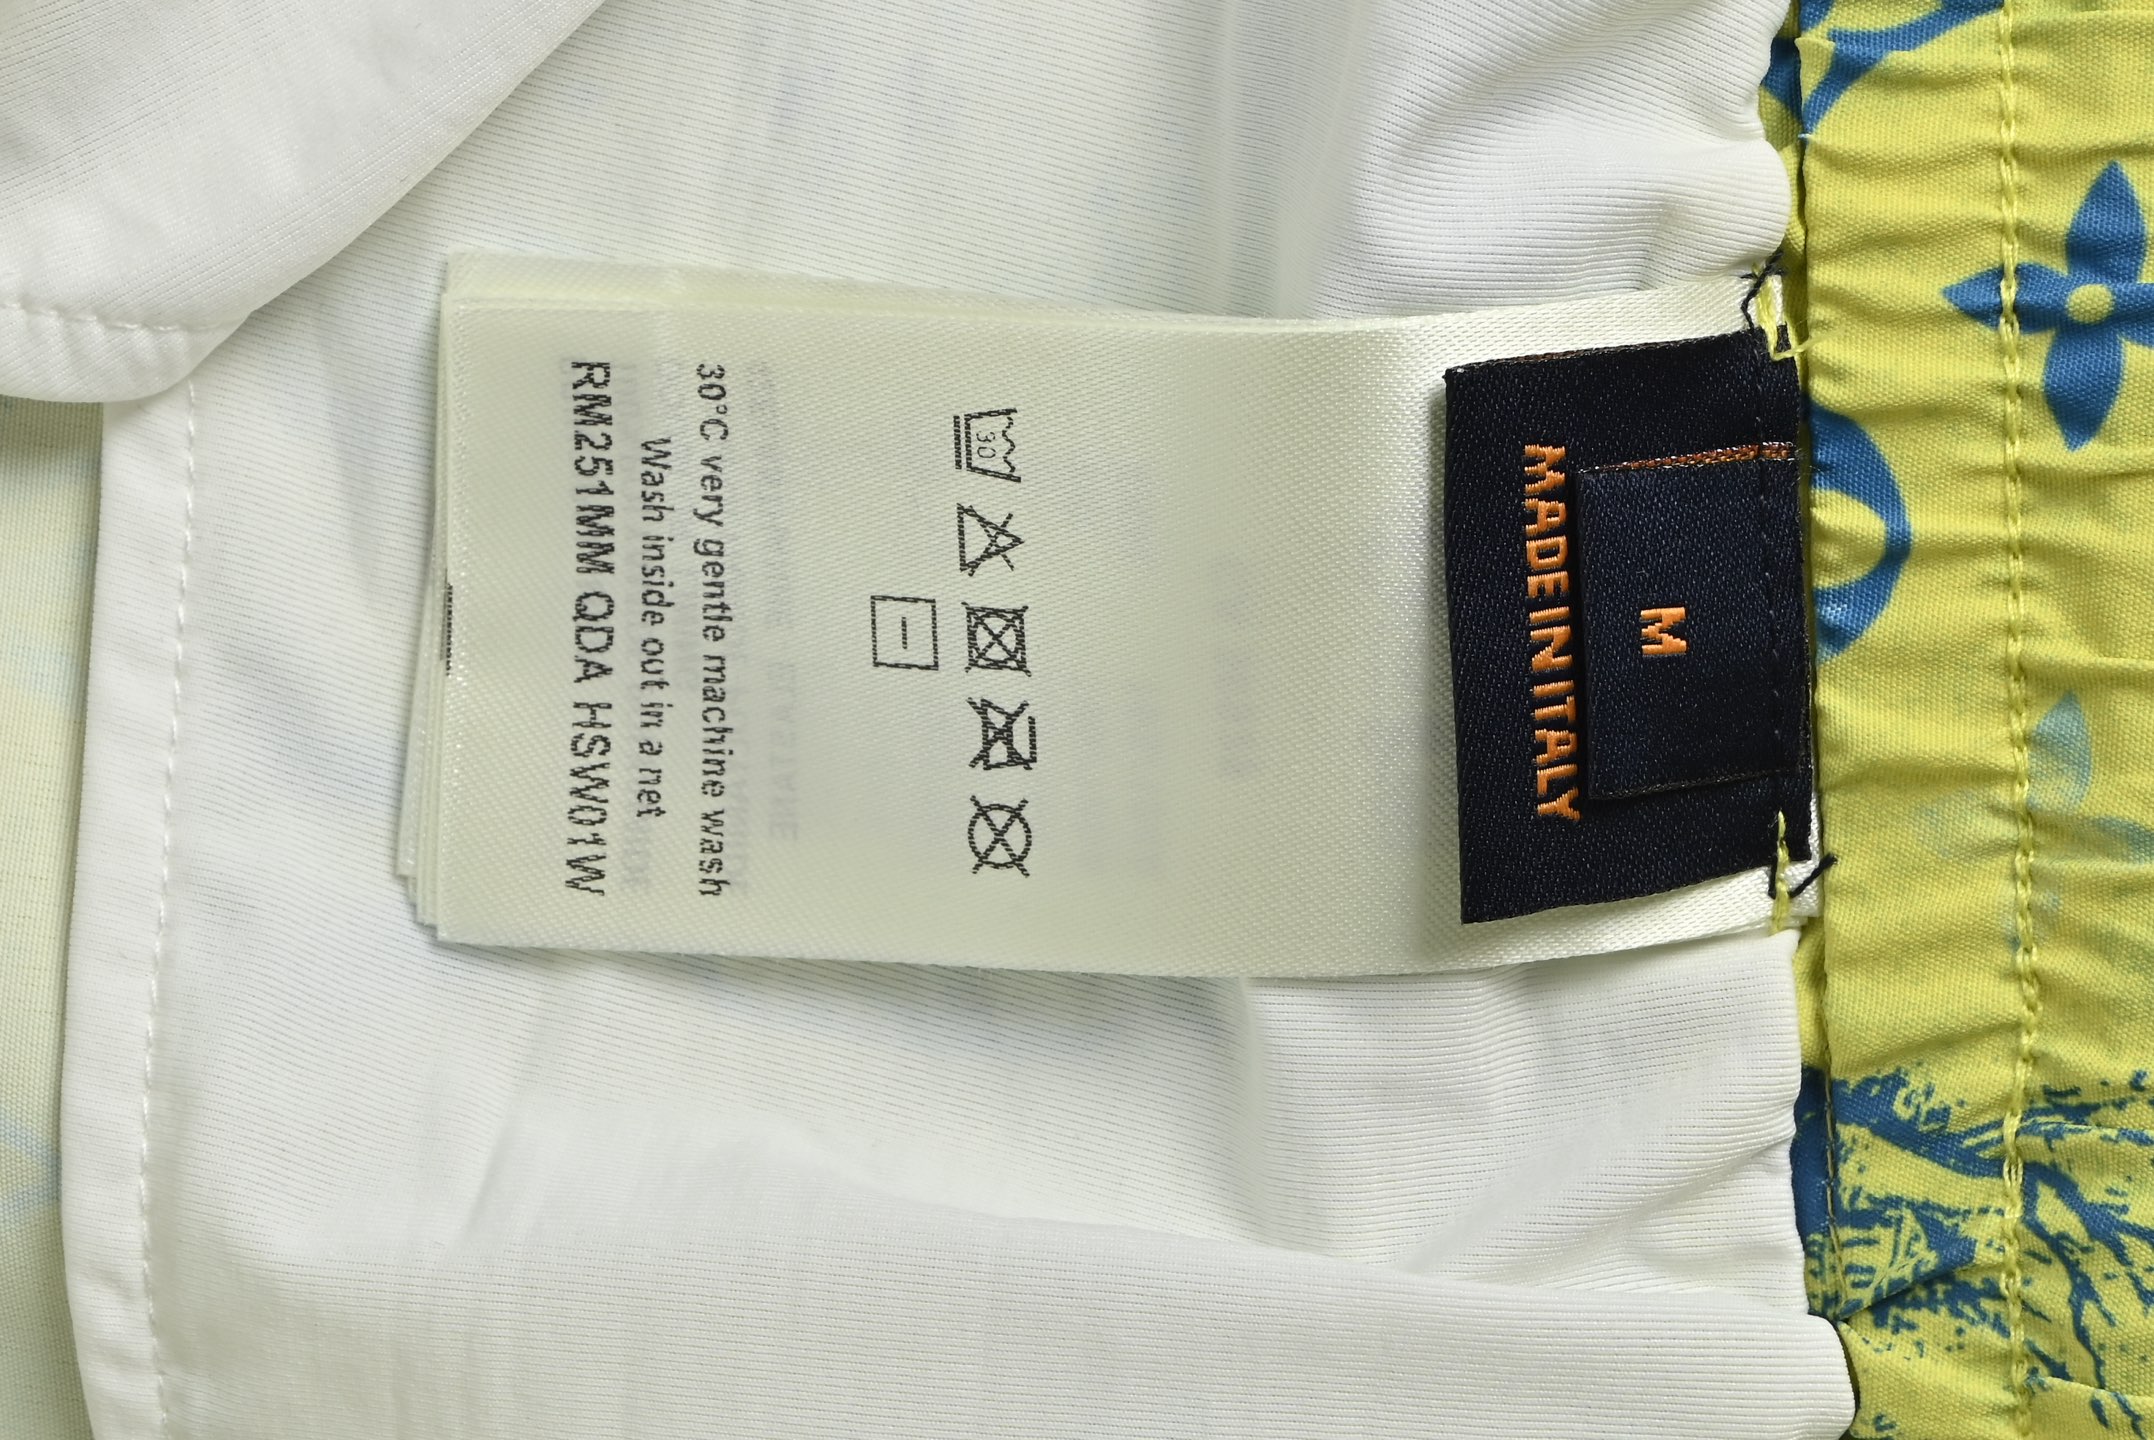 M
MADE IN ITALY
30
30°C very gentle machine wash
Wash inside out in a net
RM251MM QDA HSW01W